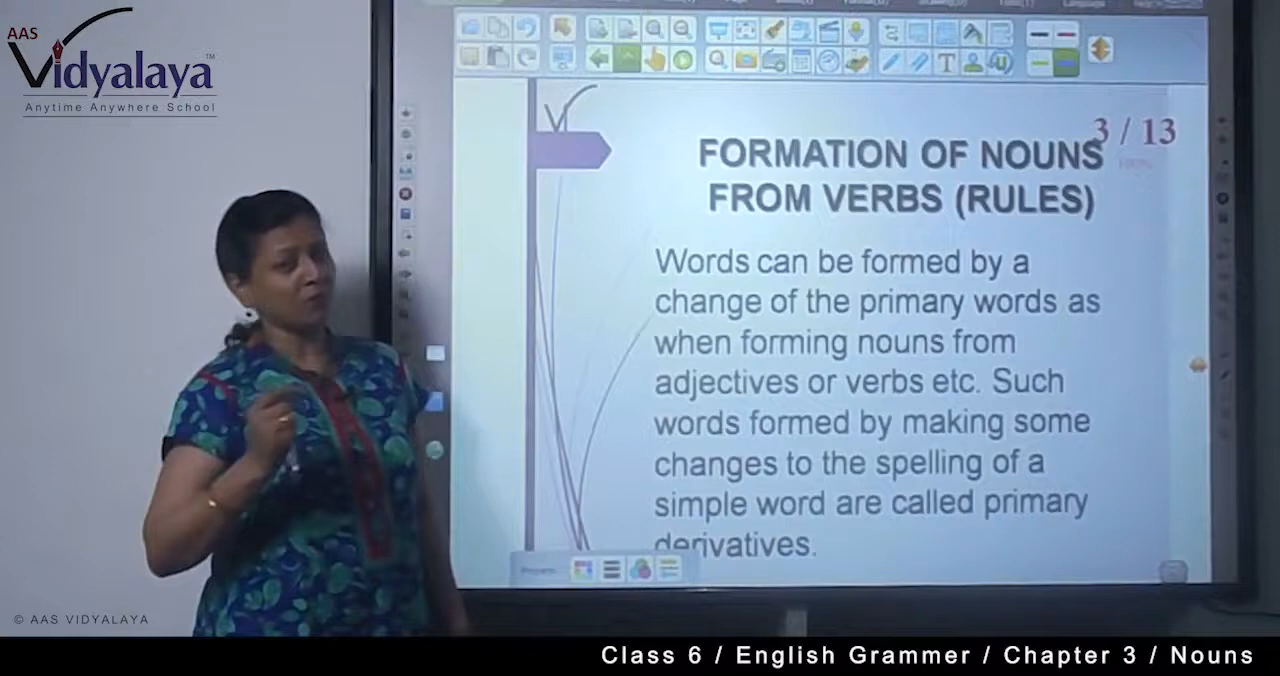 AAS
Vidyalaya™
Anytime Anywhere School
3 / 13
FORMATION OF NOUNS
FROM VERBS (RULES)
Words can be formed by a
change of the primary words as
when forming nouns from
adjectives or verbs etc. Such
words formed by making some
changes to the spelling of a
simple word are called primary
derivatives.
© AAS VIDYALAYA
Class 6 / English Grammer / Chapter 3 / Nouns